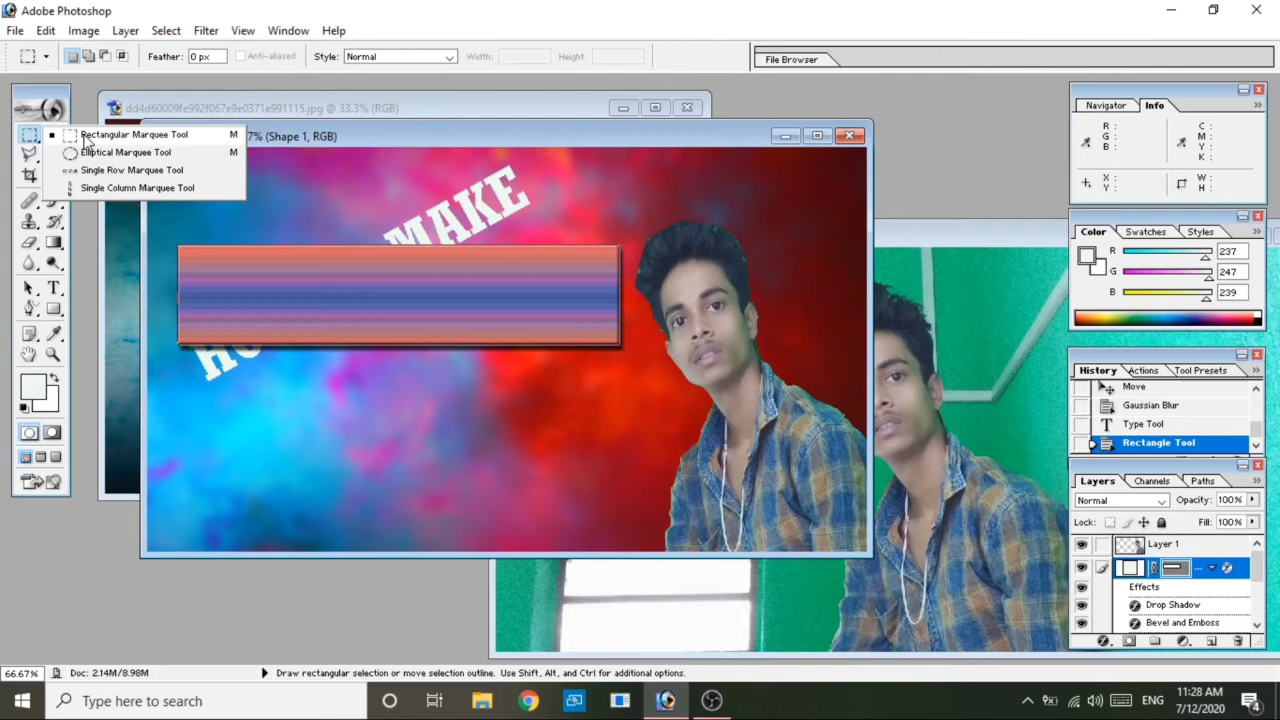 Adobe Photoshop
File Edit Image Layer Select Filter View Window Help
Feather: 0 px Anti-aliased Style: Normal Width: Height: File Browser
dd4d60009fe992f067e9e0371e991115.jpg @ 33.3% (RGB)
7% (Shape 1, RGB)
Rectangular Marquee Tool M
Elliptical Marquee Tool M
Single Row Marquee Tool
Single Column Marquee Tool
MAKE
Navigator Info
R: C:
G: M:
B: Y:
K:
X: W:
Y: H:
Color Swatches Styles
R 237
G 247
B 239
History Actions Tool Presets
Move
Gaussian Blur
Type Tool
Rectangle Tool
Layers Channels Paths
Normal Opacity: 100%
Lock: Fill: 100%
Layer 1
...
Effects
Drop Shadow
Bevel and Emboss
66.67% Doc: 2.14M/8.98M Draw rectangular selection or move selection outline. Use Shift, Alt, and Ctrl for additional options.
Type here to search
ENG
11:28 AM
7/12/2020
4